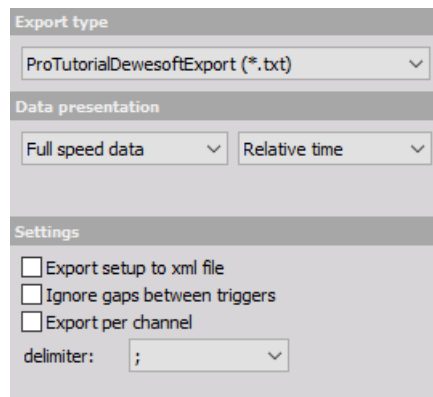 Export type
ProTutorialDewesoftExport (*.txt)
Data presentation
Full speed data Relative time
Settings
Export setup to xml file
Ignore gaps between triggers
Export per channel
delimiter: ;